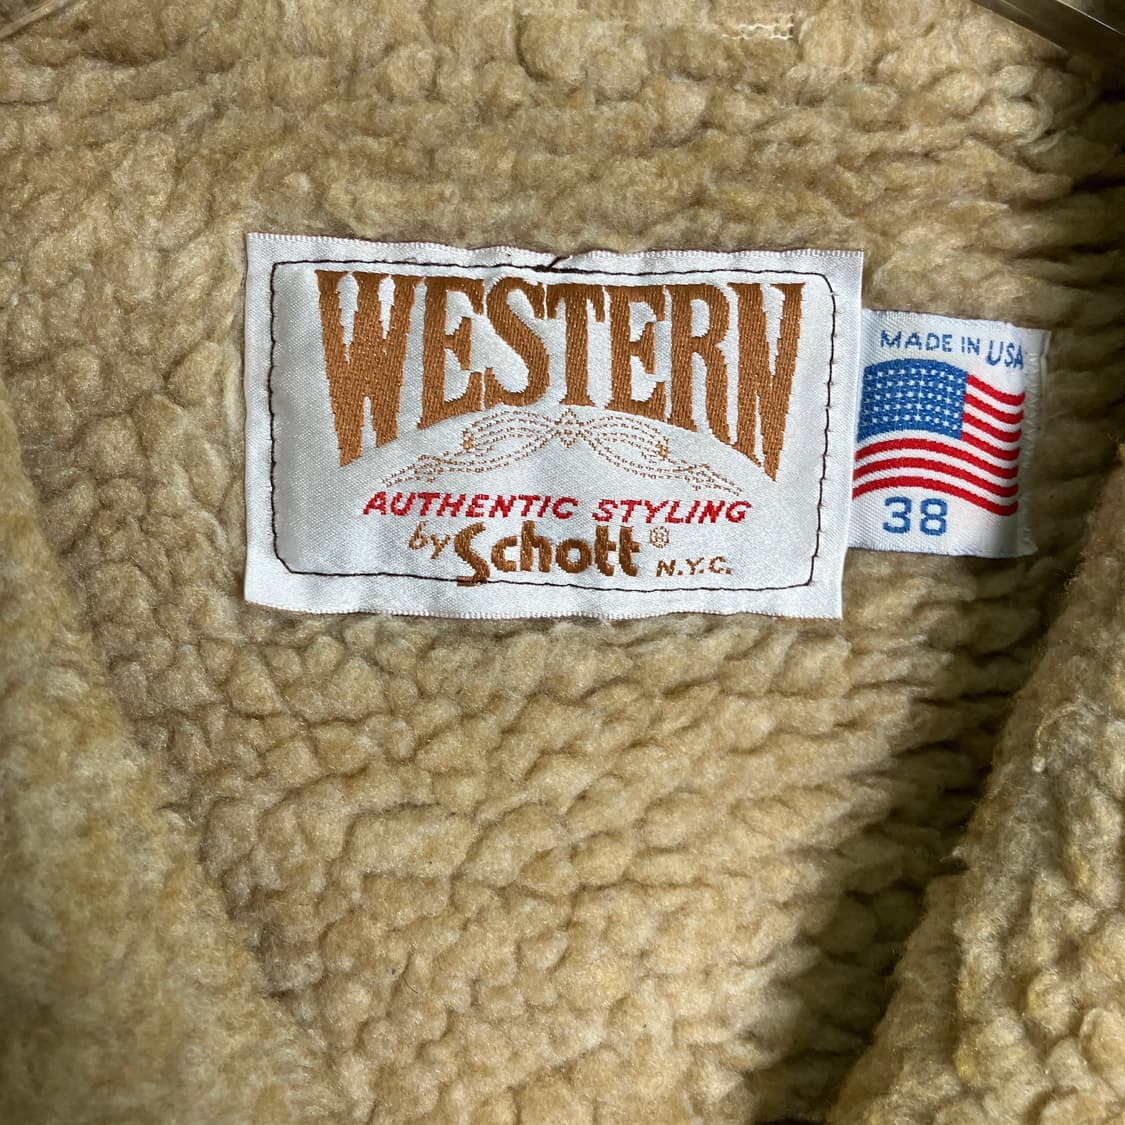 WESTERN
AUTHENTIC STYLING
by Schott® N.Y.C.
MADE IN USA
38